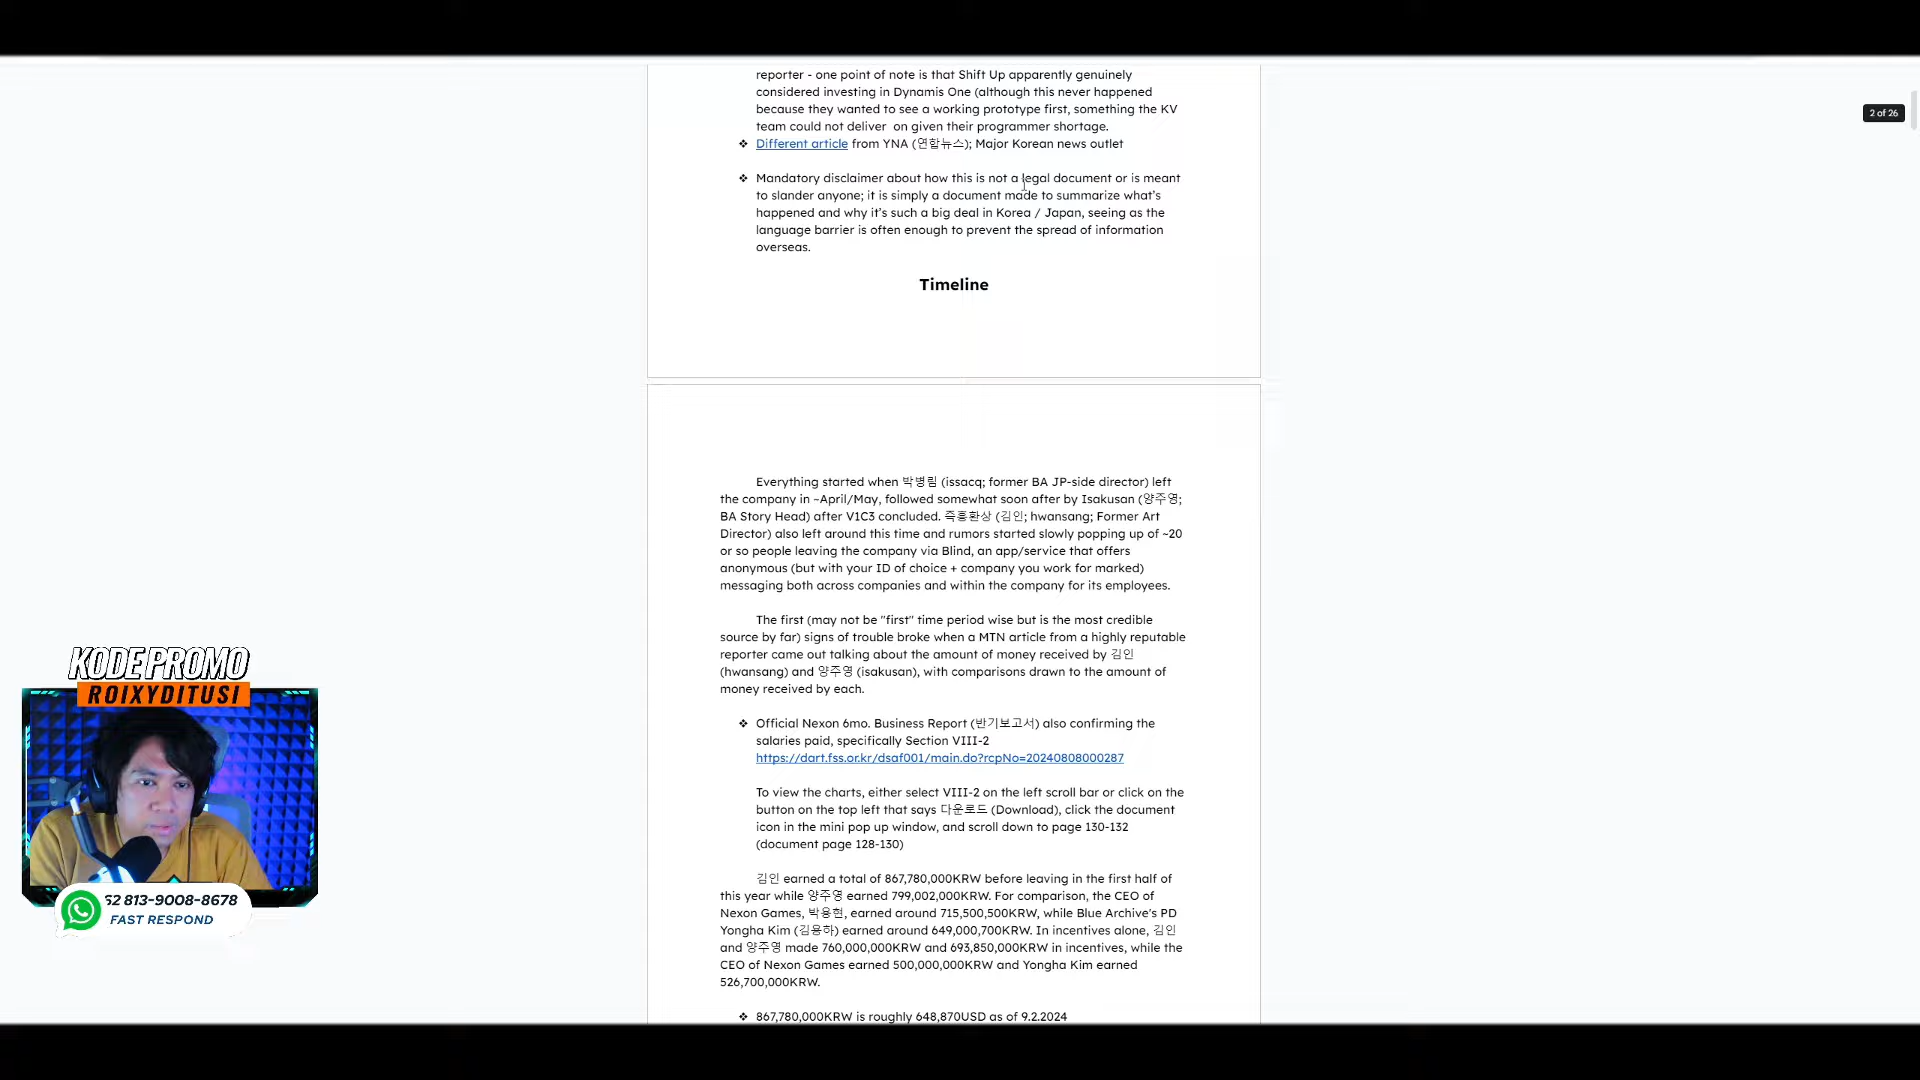 reporter - one point of note is that Shift Up apparently genuinely
considered investing in Dynamis One (although this never happened
because they wanted to see a working prototype first, something the KV
team could not deliver on given their programmer shortage.
❖ Different article from YNA (연합뉴스); Major Korean news outlet
❖ Mandatory disclaimer about how this is not a legal document or is meant
to slander anyone; it is simply a document made to summarize what's
happened and why it's such a big deal in Korea / Japan, seeing as the
language barrier is often enough to prevent the spread of information
overseas.
Timeline
2 of 26
Everything started when 박병림 (issacq; former BA JP-side director) left
the company in ~April/May, followed somewhat soon after by Isakusan (양주영;
BA Story Head) after V1C3 concluded. 즉흥환상 (김인; hwansang; Former Art
Director) also left around this time and rumors started slowly popping up of ~20
or so people leaving the company via Blind, an app/service that offers
anonymous (but with your ID of choice + company you work for marked)
messaging both across companies and within the company for its employees.
The first (may not be "first" time period wise but is the most credible
source by far) signs of trouble broke when a MTN article from a highly reputable
reporter came out talking about the amount of money received by 김인
(hwansang) and 양주영 (isakusan), with comparisons drawn to the amount of
money received by each.
❖ Official Nexon 6mo. Business Report (반기보고서) also confirming the
salaries paid, specifically Section VIII-2
https://dart.fss.or.kr/dsaf001/main.do?rcpNo=20240808000287
To view the charts, either select VIII-2 on the left scroll bar or click on the
button on the top left that says 다운로드 (Download), click the document
icon in the mini pop up window, and scroll down to page 130-132
(document page 128-130)
김인 earned a total of 867,780,000KRW before leaving in the first half of
this year while 양주영 earned 799,002,000KRW. For comparison, the CEO of
Nexon Games, 박용현, earned around 715,500,500KRW, while Blue Archive's PD
Yongha Kim (김용하) earned around 649,000,700KRW. In incentives alone, 김인
and 양주영 made 760,000,000KRW and 693,850,000KRW in incentives, while the
CEO of Nexon Games earned 500,000,000KRW and Yongha Kim earned
526,700,000KRW.
❖ 867,780,000KRW is roughly 648,870USD as of 9.2.2024
KODE PROMO
ROIXYDITUSI
62 813-9008-8678
FAST RESPOND